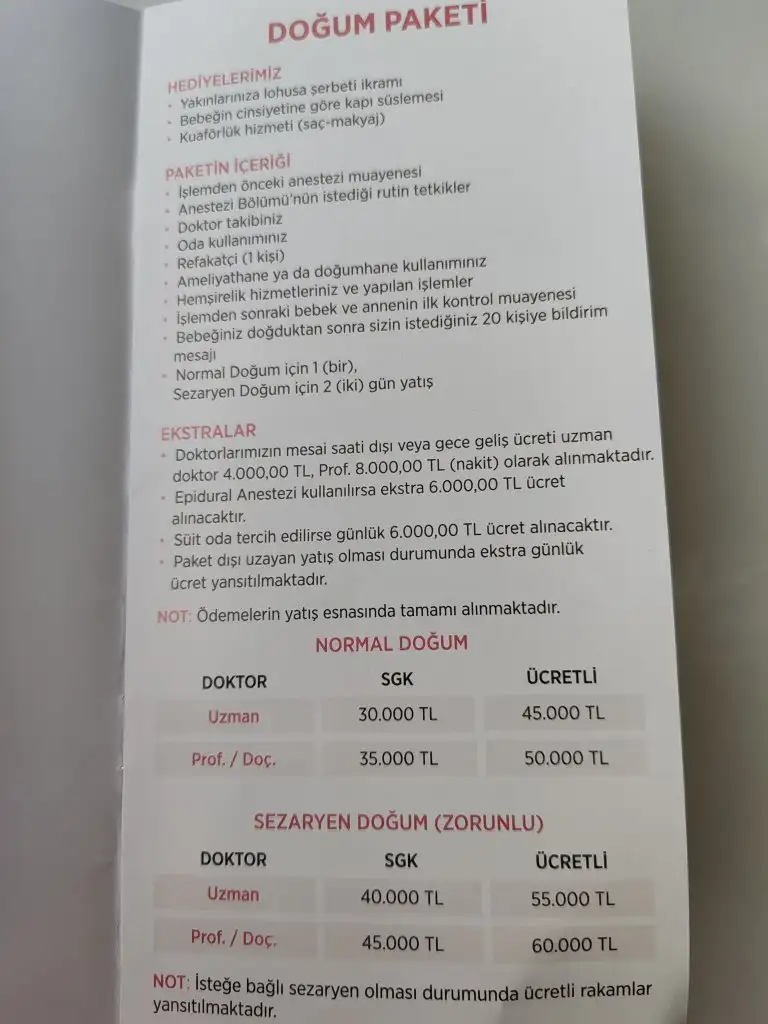 DOĞUM PAKETİ
HEDİYELERİMİZ
• Yakınlarınıza lohusa şerbeti ikramı
• Bebeğin cinsiyetine göre kapı süslemesi
• Kuaförlük hizmeti (saç-makyaj)
PAKETİN İÇERİĞİ
• İşlemden önceki anestezi muayenesi
• Anestezi Bölümü'nün istediği rutin tetkikler
• Doktor takibiniz
• Oda kullanımınız
• Refakatçi (1 kişi)
• Ameliyathane ya da doğumhane kullanımınız
• Hemşirelik hizmetleriniz ve yapılan işlemler
• İşlemden sonraki bebek ve annenin ilk kontrol muayenesi
• Bebeğiniz doğduktan sonra sizin istediğiniz 20 kişiye bildirim
mesajı
• Normal Doğum için 1 (bir),
Sezaryen Doğum için 2 (iki) gün yatış
EKSTRALAR
• Doktorlarımızın mesai saati dışı veya gece geliş ücreti uzman
doktor 4.000,00 TL, Prof. 8.000,00 TL (nakit) olarak alınmaktadır.
• Epidural Anestezi kullanılırsa ekstra 6.000,00 TL ücret
alınacaktır.
• Süit oda tercih edilirse günlük 6.000,00 TL ücret alınacaktır.
• Paket dışı uzayan yatış olması durumunda ekstra günlük
ücret yansıtılmaktadır.
NOT: Ödemelerin yatış esnasında tamamı alınmaktadır.
NORMAL DOĞUM
DOKTOR SGK ÜCRETLİ
Uzman 30.000 TL 45.000 TL
Prof. / Doç. 35.000 TL 50.000 TL
SEZARYEN DOĞUM (ZORUNLU)
DOKTOR SGK ÜCRETLİ
Uzman 40.000 TL 55.000 TL
Prof. / Doç. 45.000 TL 60.000 TL
NOT: İsteğe bağlı sezaryen olması durumunda ücretli rakamlar
yansıtılmaktadır.